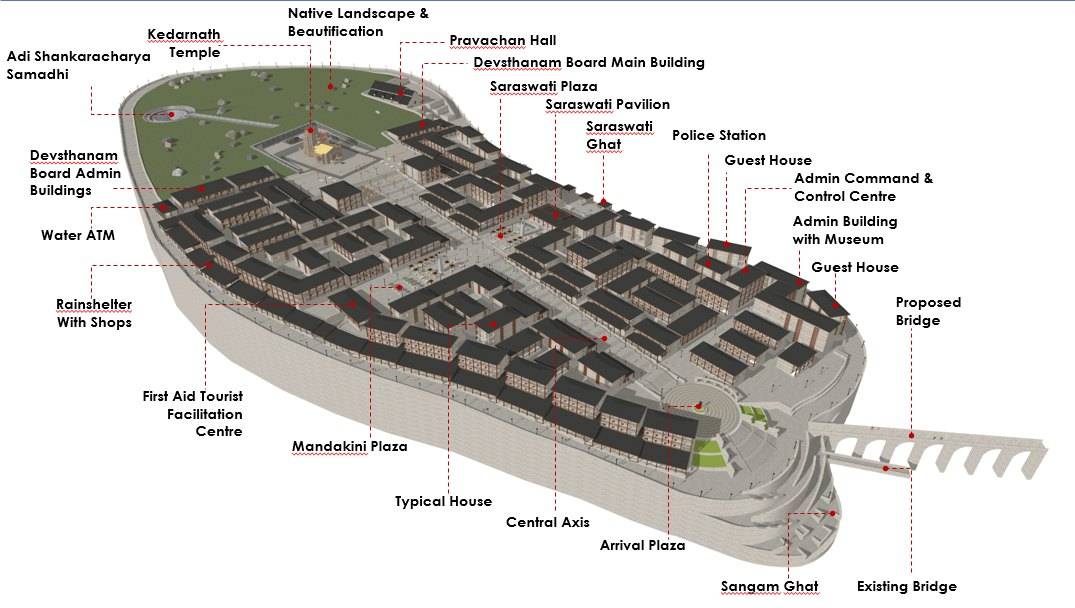 Native Landscape &
Beautification
Kedarnath
Temple
Pravachan Hall
Adi Shankaracharya
Samadhi
Devsthanam Board Main Building
Saraswati Plaza
Saraswati Pavilion
Saraswati
Ghat
Police Station
Guest House
Devsthanam
Board Admin
Buildings
Admin Command &
Control Centre
Water ATM
Admin Building
with Museum
Guest House
Rainshelter
With Shops
Proposed
Bridge
First Aid Tourist
Facilitation
Centre
Mandakini Plaza
Typical House
Central Axis
Arrival Plaza
Sangam Ghat
Existing Bridge